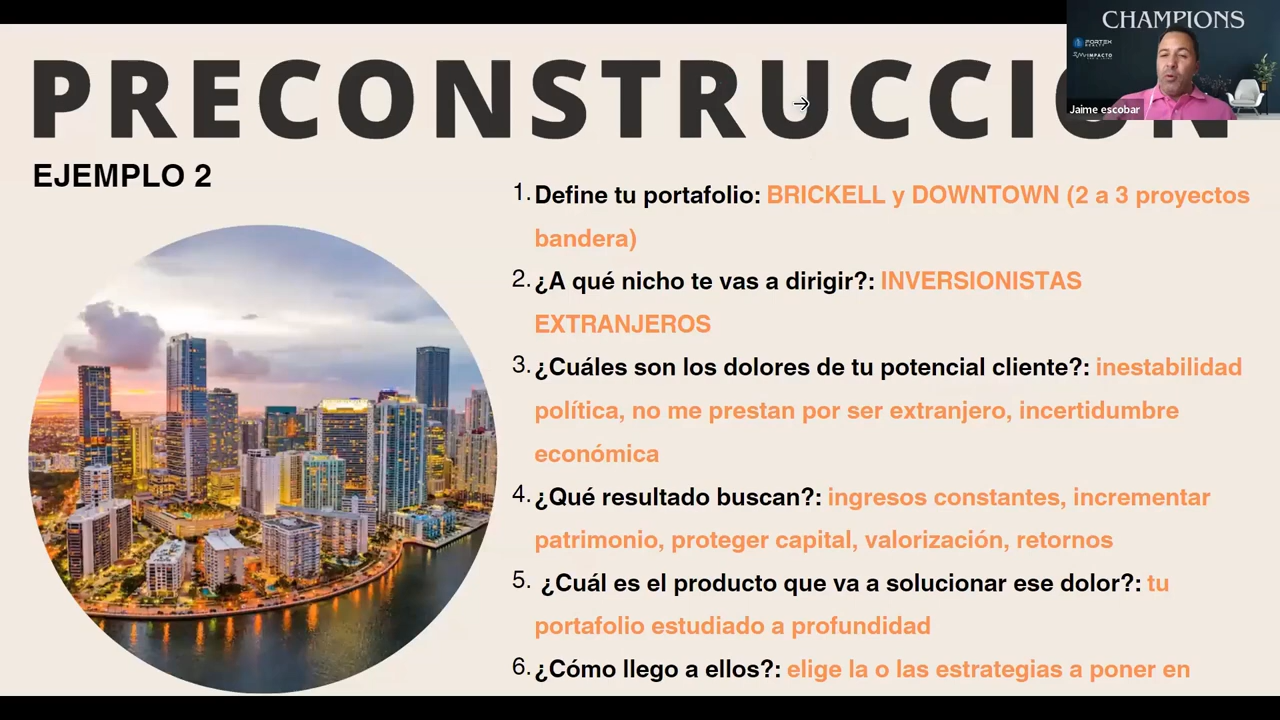 CHAMPIONS
FORTEX
IMPACTO
Jaime escobar
PRECONSTRUCCION
EJEMPLO 2
1. Define tu portafolio: BRICKELL y DOWNTOWN (2 a 3 proyectos
bandera)
2. ¿A qué nicho te vas a dirigir?: INVERSIONISTAS
EXTRANJEROS
3. ¿Cuáles son los dolores de tu potencial cliente?: inestabilidad
política, no me prestan por ser extranjero, incertidumbre
económica
4. ¿Qué resultado buscan?: ingresos constantes, incrementar
patrimonio, proteger capital, valorización, retornos
5. ¿Cuál es el producto que va a solucionar ese dolor?: tu
portafolio estudiado a profundidad
6. ¿Cómo llego a ellos?: elige la o las estrategias a poner en